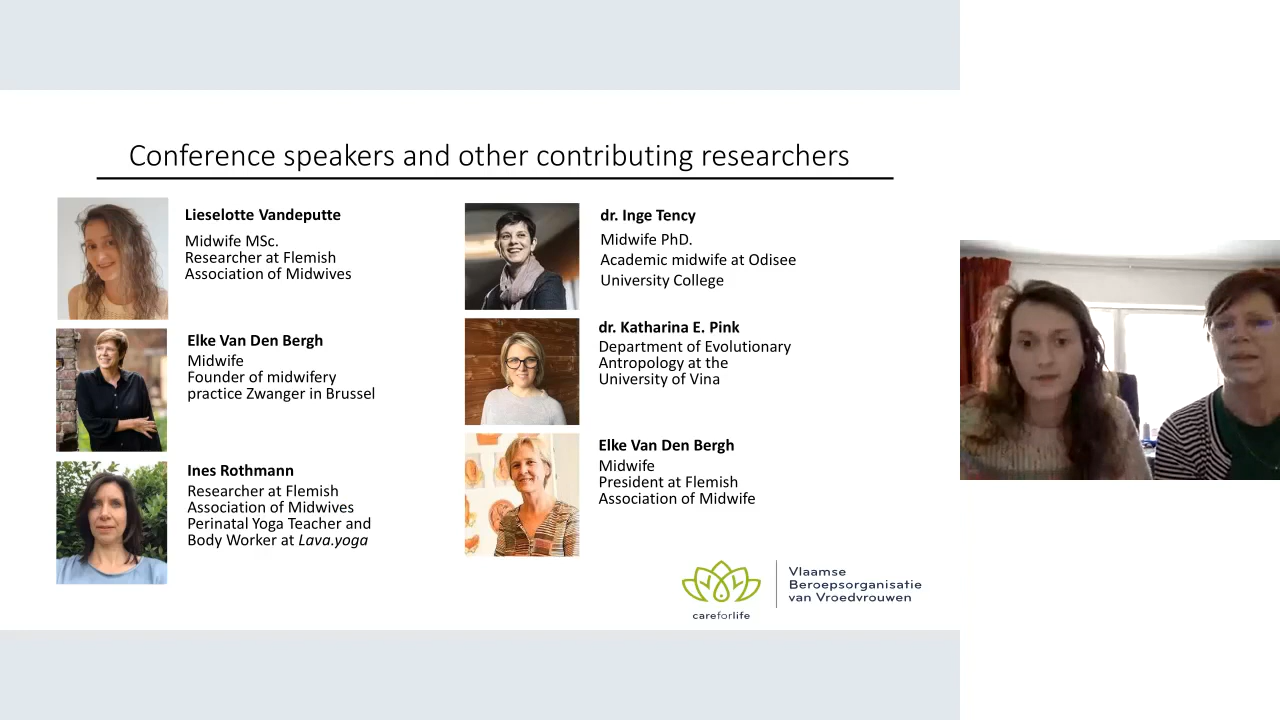 Conference speakers and other contributing researchers
Lieselotte Vandeputte
Midwife MSc.
Researcher at Flemish
Association of Midwives
Elke Van Den Bergh
Midwife
Founder of midwifery
practice Zwanger in Brussel
Ines Rothmann
Researcher at Flemish
Association of Midwives
Perinatal Yoga Teacher and
Body Worker at Lava.yoga
dr. Inge Tency
Midwife PhD.
Academic midwife at Odisee
University College
dr. Katharina E. Pink
Department of Evolutionary
Antropology at the
University of Vina
Elke Van Den Bergh
Midwife
President at Flemish
Association of Midwife
careforlife
Vlaamse
Beroepsorganisatie
van Vroedvrouwen